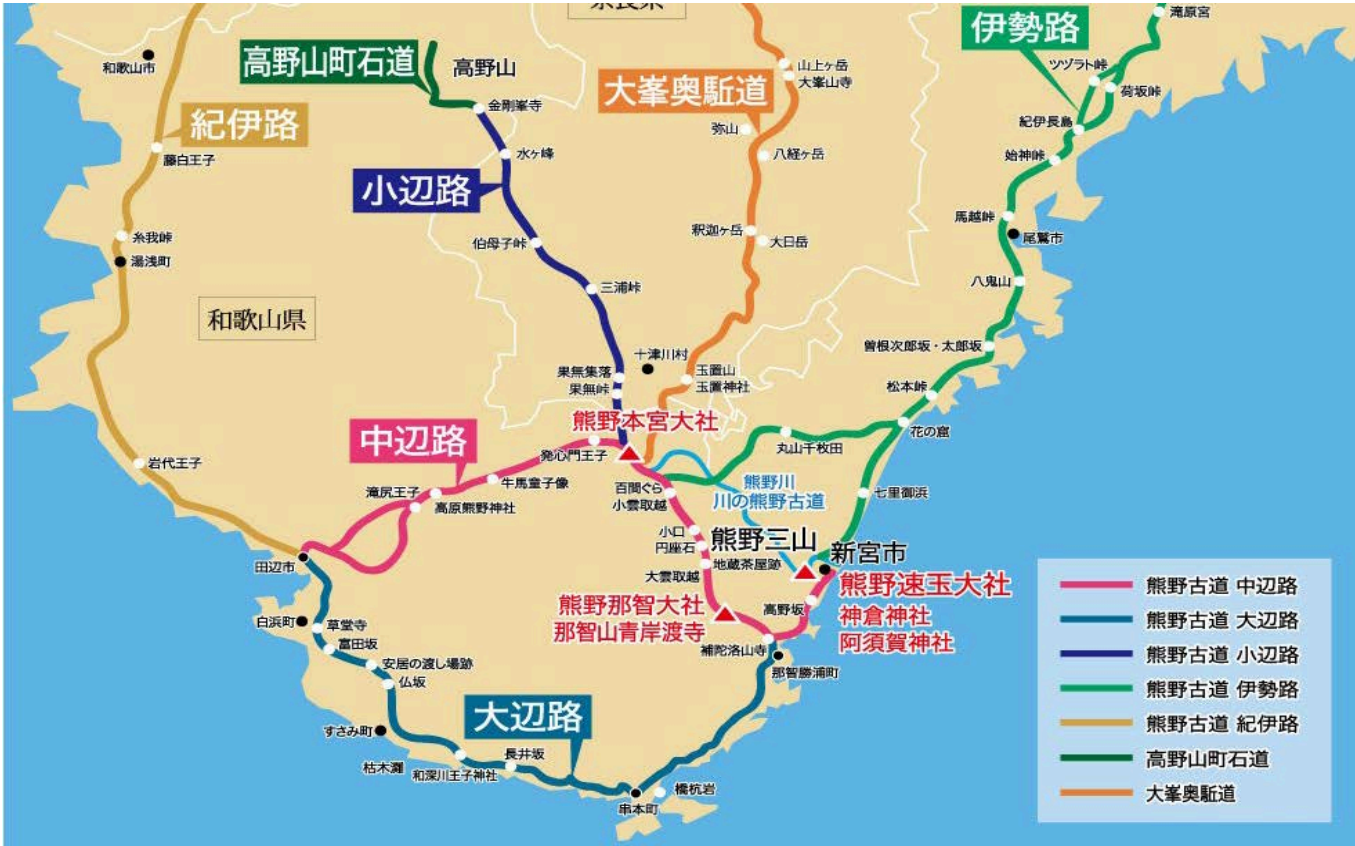 奈良県
滝原宮
伊勢路
和歌山市
高野山町石道
高野山
山上ヶ岳
大峯山寺
ツヅラト峠
荷坂峠
大峯奥駈道
金剛峯寺
紀伊路
弥山
紀伊長島
藤白王子
水ヶ峰
八経ヶ岳
始神峠
小辺路
馬越峠
糸我峠
伯母子峠
釈迦ヶ岳
大日岳
尾鷲市
湯浅町
三浦峠
八鬼山
和歌山県
曽根次郎坂・太郎坂
十津川村
果無集落
果無峠
玉置山
玉置神社
松本峠
熊野本宮大社
花の窟
中辺路
発心門王子
丸山千枚田
岩代王子
牛馬童子像
滝尻王子
高原熊野神社
百間ぐら
小雲取越
熊野川
川の熊野古道
七里御浜
小口
円座石
熊野三山
新宮市
地蔵茶屋跡
大雲取越
田辺市
熊野速玉大社
神倉神社
阿須賀神社
熊野那智大社
那智山青岸渡寺
高野坂
白浜町
草堂寺
富田坂
補陀洛山寺
那智勝浦町
安居の渡し場跡
仏坂
大辺路
すさみ町
枯木灘
和深川王子神社
長井坂
橋杭岩
串本町
熊野古道 中辺路
熊野古道 大辺路
熊野古道 小辺路
熊野古道 伊勢路
熊野古道 紀伊路
高野山町石道
大峯奥駈道